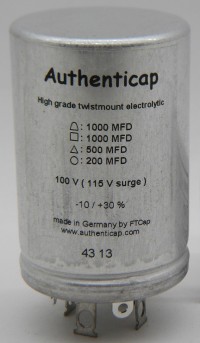 Authenticap
High grade twistmount electrolytic
⌓: 1000 MFD
□: 1000 MFD
△: 500 MFD
○: 200 MFD
100 V ( 115 V surge )
-10 / +30 %
made in Germany by FTCap
www.authenticap.com
43 13